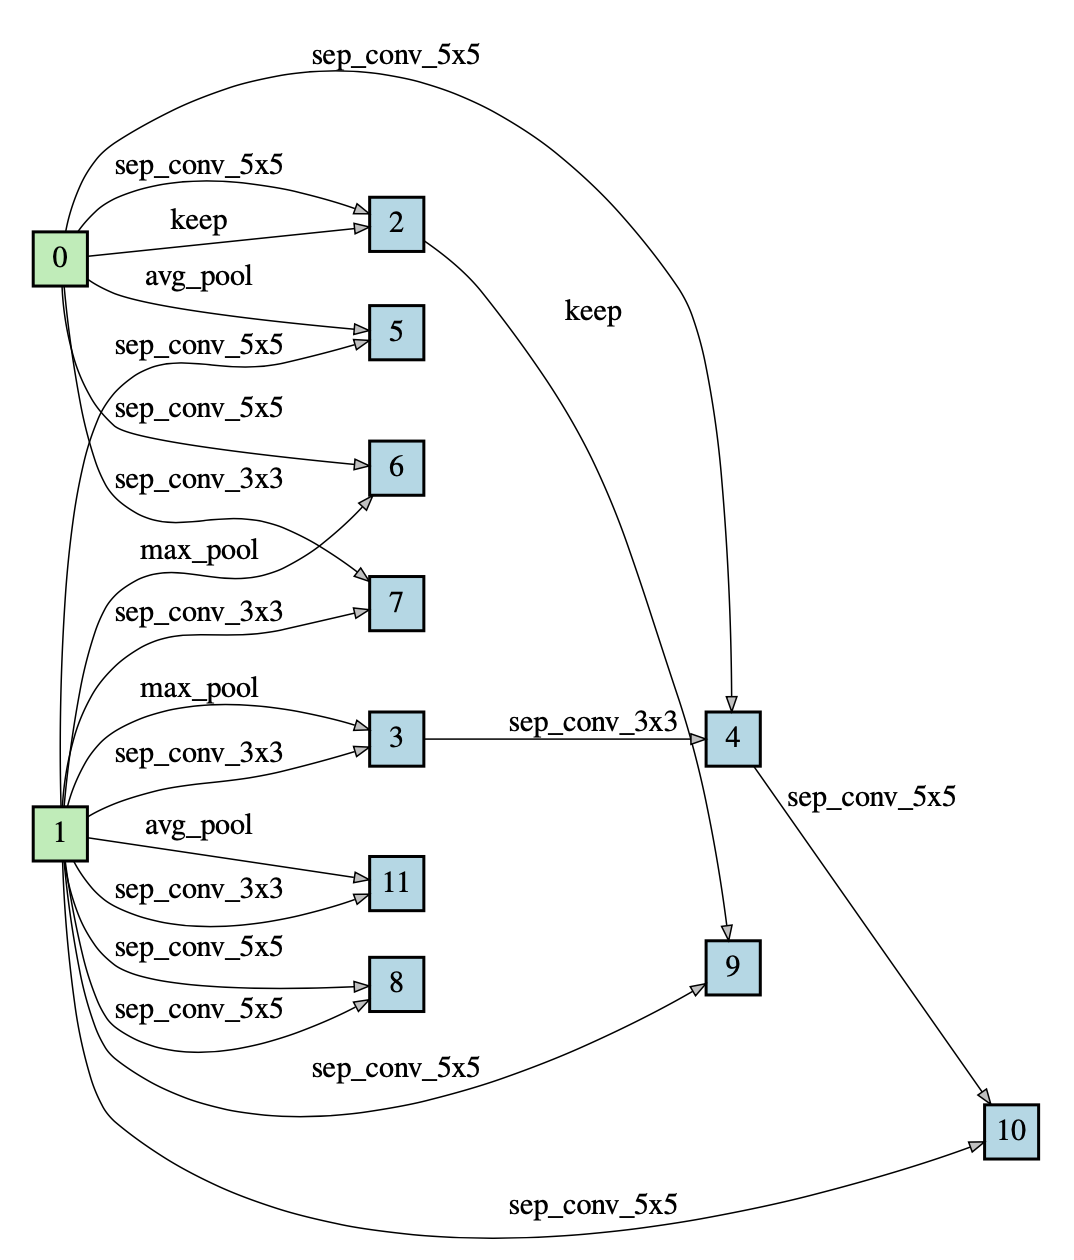 sep_conv_5x5
sep_conv_5x5
keep
2
0
avg_pool
keep
5
sep_conv_5x5
sep_conv_5x5
6
sep_conv_3x3
max_pool
7
sep_conv_3x3
max_pool
sep_conv_3x3
3
4
sep_conv_3x3
sep_conv_5x5
avg_pool
1
11
sep_conv_3x3
sep_conv_5x5
9
8
sep_conv_5x5
sep_conv_5x5
10
sep_conv_5x5